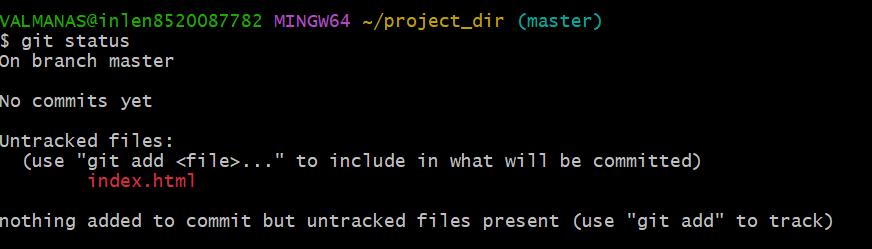 VALMANAS@inlen8520087782 MINGW64 ~/project_dir (master)
$ git status
On branch master
No commits yet
Untracked files:
  (use "git add <file>..." to include in what will be committed)
        index.html
nothing added to commit but untracked files present (use "git add" to track)